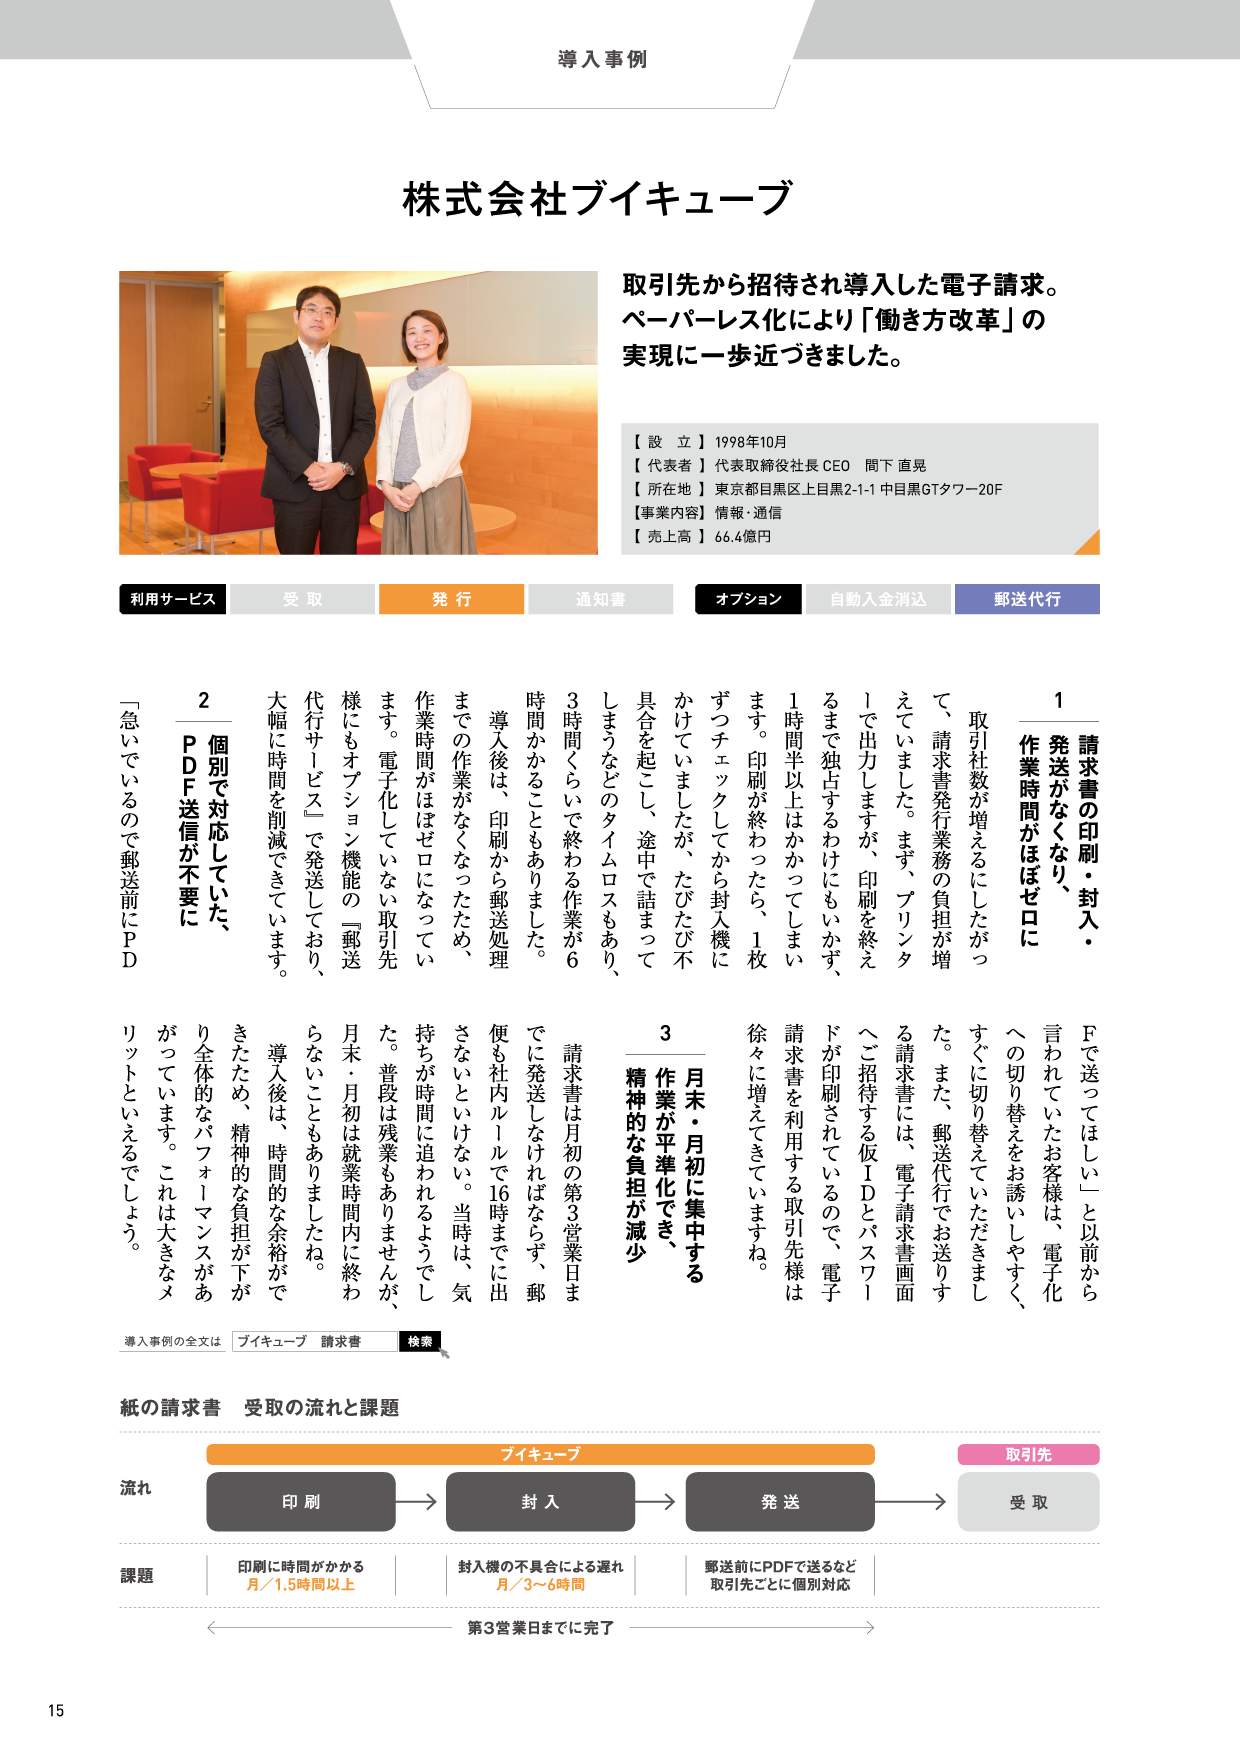 導入事例
株式会社ブイキューブ
取引先から招待され導入した電子請求。
ペーパーレス化により「働き方改革」の
実現に一歩近づきました。
【 設　立 】 1998年10月
【 代表者 】 代表取締役社長 CEO　間下 直晃
【 所在地 】 東京都目黒区上目黒2-1-1 中目黒GTタワー20F
【事業内容】 情報・通信
【 売上高 】 66.4億円
利用サービス 受 取 発 行 通知書 オプション 自動入金消込 郵送代行
1
請求書の印刷・封入・
発送がなくなり、
作業時間がほぼゼロに
取引社数が増えるにしたがっ
て、請求書発行業務の負担が増
えていました。まず、プリンタ
ーで出力しますが、印刷を終え
るまで独占するわけにもいかず、
1時間半以上はかかってしまい
ます。印刷が終わったら、1枚
ずつチェックしてから封入機に
かけていましたが、たびたび不
具合を起こし、途中で詰まって
しまうなどのタイムロスもあり、
3時間くらいで終わる作業が6
時間かかることもありました。
導入後は、印刷から郵送処理
までの作業がなくなったため、
作業時間がほぼゼロになってい
ます。電子化していない取引先
様にもオプション機能の『郵送
代行サービス』で発送しており、
大幅に時間を削減できています。
2
個別で対応していた、
PDF送信が不要に
「急いでいるので郵送前にPD
Fで送ってほしい」と以前から
言われていたお客様は、電子化
への切り替えをお誘いしやすく、
すぐに切り替えていただきまし
た。また、郵送代行でお送りす
る請求書には、電子請求書画面
へご招待する仮IDとパスワー
ドが印刷されているので、電子
請求書を利用する取引先様は
徐々に増えてきていますね。
3
月末・月初に集中する
作業が平準化でき、
精神的な負担が減少
請求書は月初の第3営業日ま
でに発送しなければならず、郵
便も社内ルールで16時までに出
さないといけない。当時は、気
持ちが時間に追われるようでし
た。普段は残業もありませんが、
月末・月初は就業時間内に終わ
らないこともありましたね。
導入後は、時間的な余裕がで
きたため、精神的な負担が下が
り全体的なパフォーマンスがあ
がっています。これは大きなメ
リットといえるでしょう。
導入事例の全文は ブイキューブ　請求書 検索
紙の請求書　受取の流れと課題
ブイキューブ 取引先
流れ 印 刷 封 入 発 送 受 取
課題
印刷に時間がかかる
月／1.5時間以上
封入機の不具合による遅れ
月／3〜6時間
郵送前にPDFで送るなど
取引先ごとに個別対応
第3営業日までに完了
15